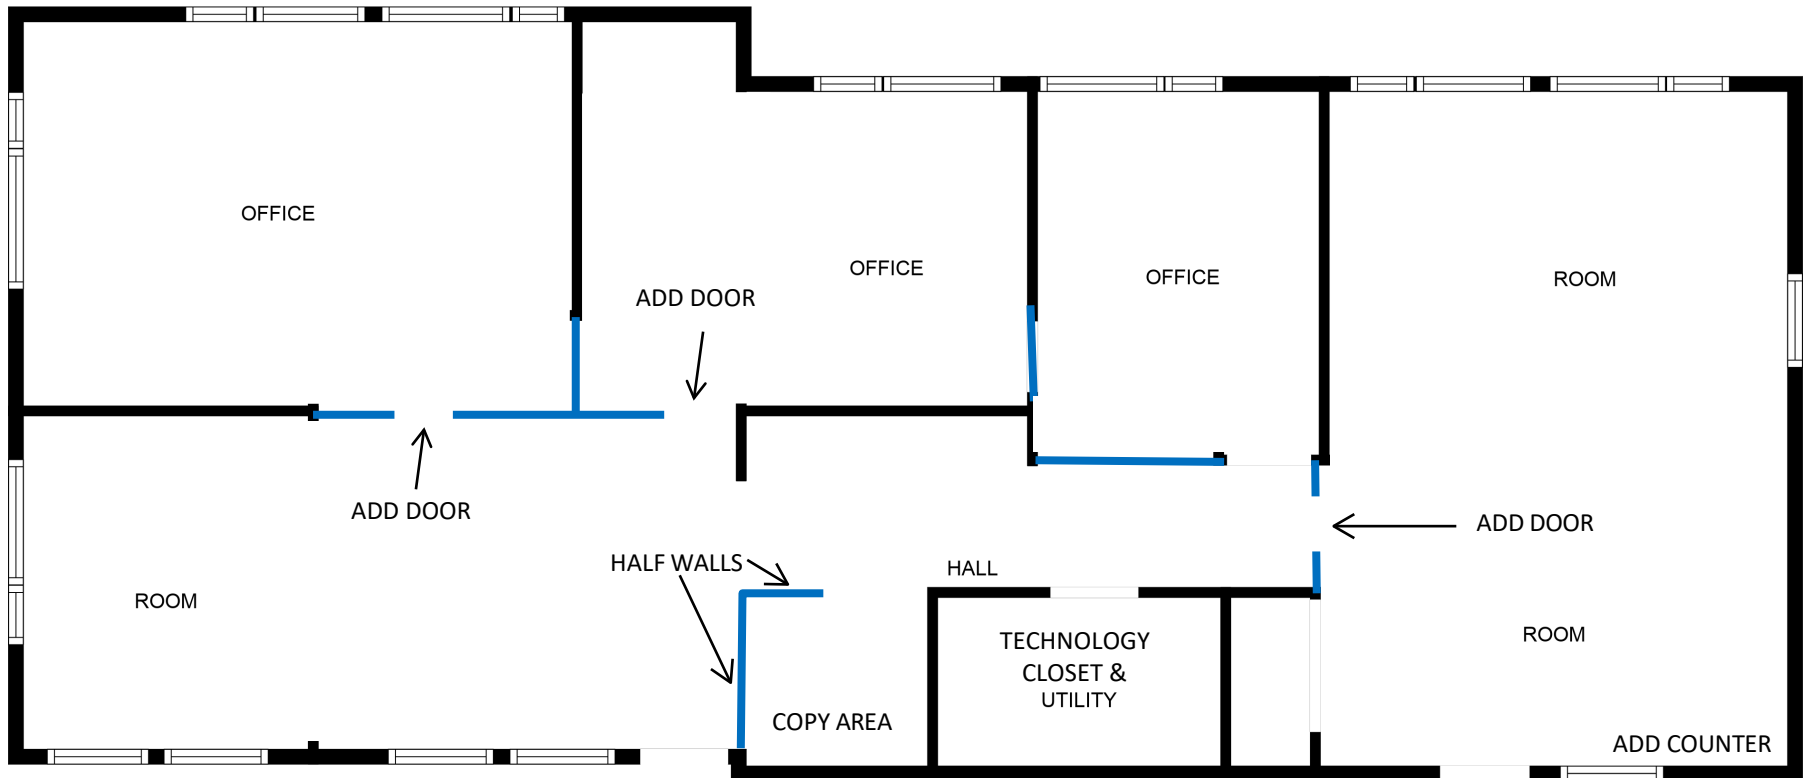 OFFICE
OFFICE
OFFICE
ROOM
ADD DOOR
ADD DOOR
ADD DOOR
HALF WALLS
HALL
ROOM
TECHNOLOGY
CLOSET &
UTILITY
ROOM
COPY AREA
ADD COUNTER